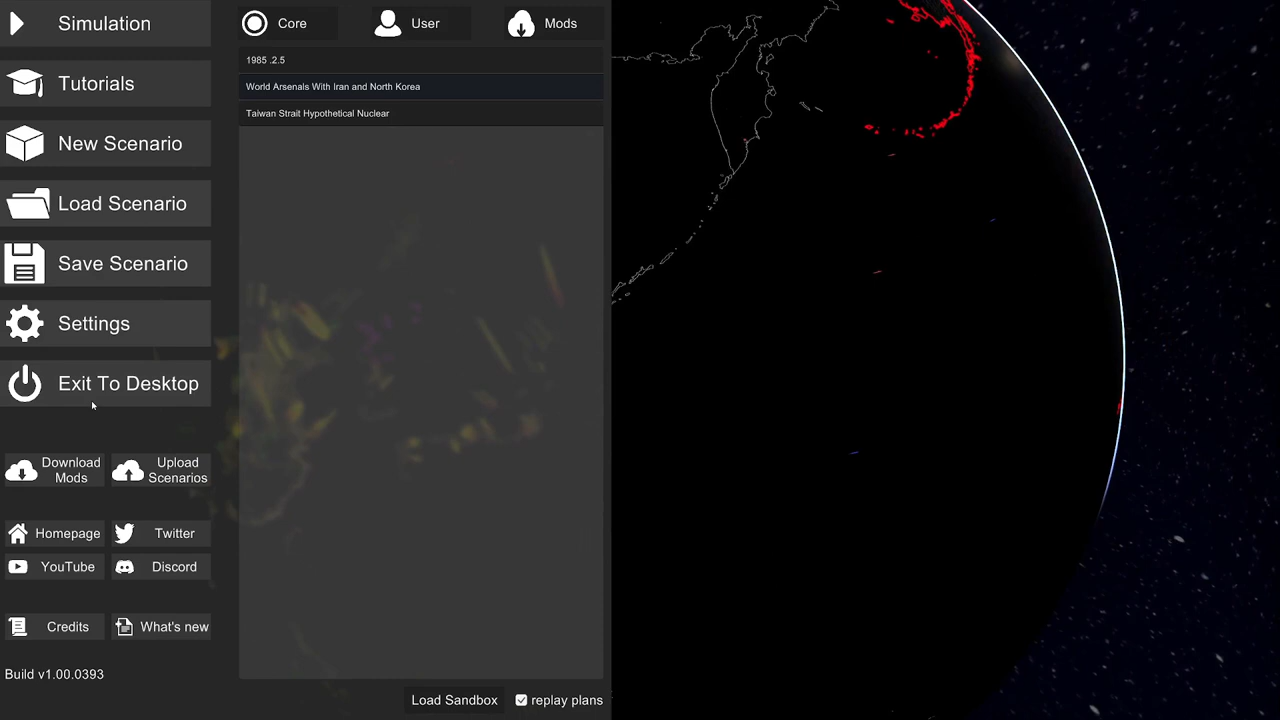 Simulation
Tutorials
New Scenario
Load Scenario
Save Scenario
Settings
Exit To Desktop
Download
Mods
Upload
Scenarios
Homepage
Twitter
YouTube
Discord
Credits
What's new
Build v1.00.0393
Core
User
Mods
1985 .2.5
World Arsenals With Iran and North Korea
Taiwan Strait Hypothetical Nuclear
Load Sandbox
replay plans